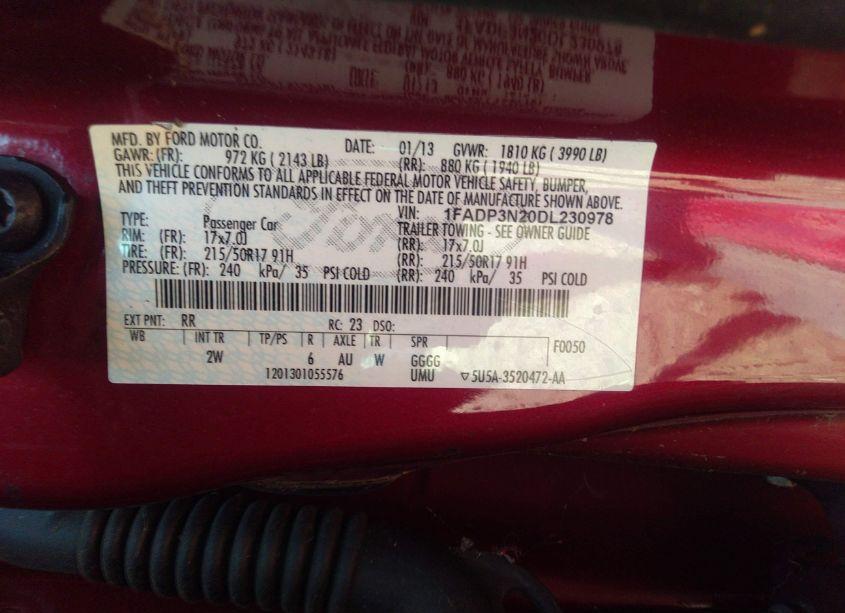 MFD. BY FORD MOTOR CO. DATE: 01/13 GVWR: 1810 KG ( 3990 LB)
GAWR: (FR): 972 KG ( 2143 LB) (RR): 880 KG ( 1940 LB)
THIS VEHICLE CONFORMS TO ALL APPLICABLE FEDERAL MOTOR VEHICLE SAFETY, BUMPER,
AND THEFT PREVENTION STANDARDS IN EFFECT ON THE DATE OF MANUFACTURE SHOWN ABOVE.
VIN: 1FADP3N20DL230978
TYPE: Passenger Car TRAILER TOWING - SEE OWNER GUIDE
RIM: (FR): 17x7.0J (RR): 17x7.0J
TIRE: (FR): 215/50R17 91H (RR): 215/50R17 91H
PRESSURE: (FR): 240 kPa/ 35 PSI COLD (RR): 240 kPa/ 35 PSI COLD
EXT PNT: RR RC: 23 DSO:
WB INT TR TP/PS R AXLE TR SPR F0050
2W 6 AU W GGGG
1201301055576 UMU ▽5U5A-3520472-AA